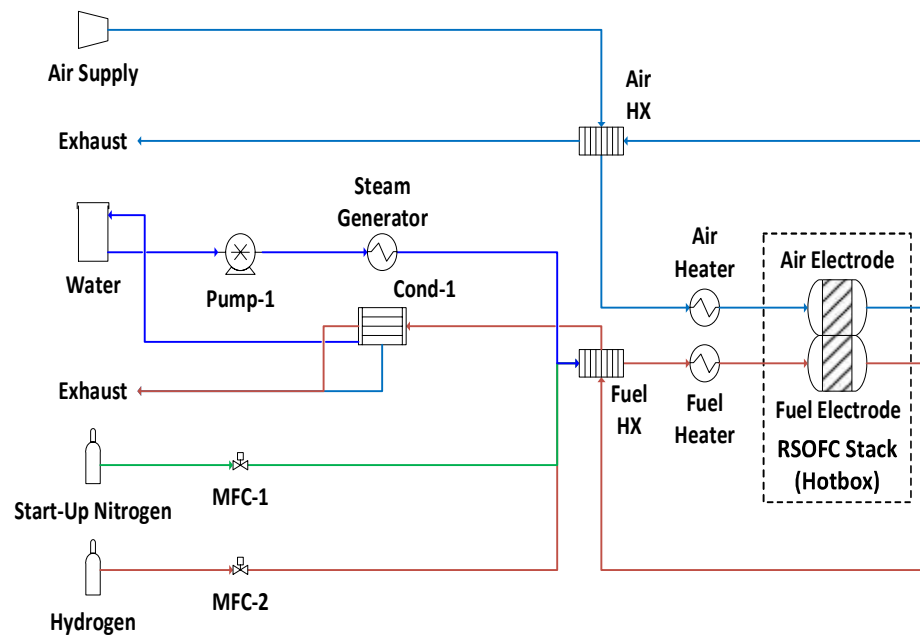 Air Supply
Air
HX
Exhaust
Steam
Generator
Water
Pump-1
Cond-1
Air
Heater
Air Electrode
Exhaust
Fuel
HX
Fuel
Heater
Fuel Electrode
RSOFC Stack
(Hotbox)
Start-Up Nitrogen
MFC-1
Hydrogen
MFC-2